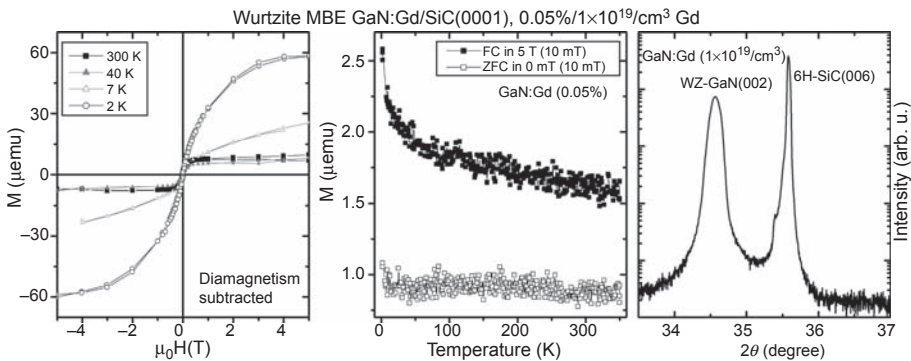 Wurtzite MBE GaN:Gd/SiC(0001), 0.05%/1×10¹⁹/cm³ Gd
60
30
0
–30
–60
M (μemu)
300 K
40 K
7 K
2 K
Diamagnetism
subtracted
–4
–2
0
2
4
μ₀H(T)
2.5
2.0
1.5
1.0
M (μemu)
FC in 5 T (10 mT)
ZFC in 0 mT (10 mT)
GaN:Gd (0.05%)
0
100
200
300
Temperature (K)
GaN:Gd (1×10¹⁹/cm³)
WZ-GaN(002)
6H-SiC(006)
Intensity (arb. u.)
34
35
36
37
2θ (degree)